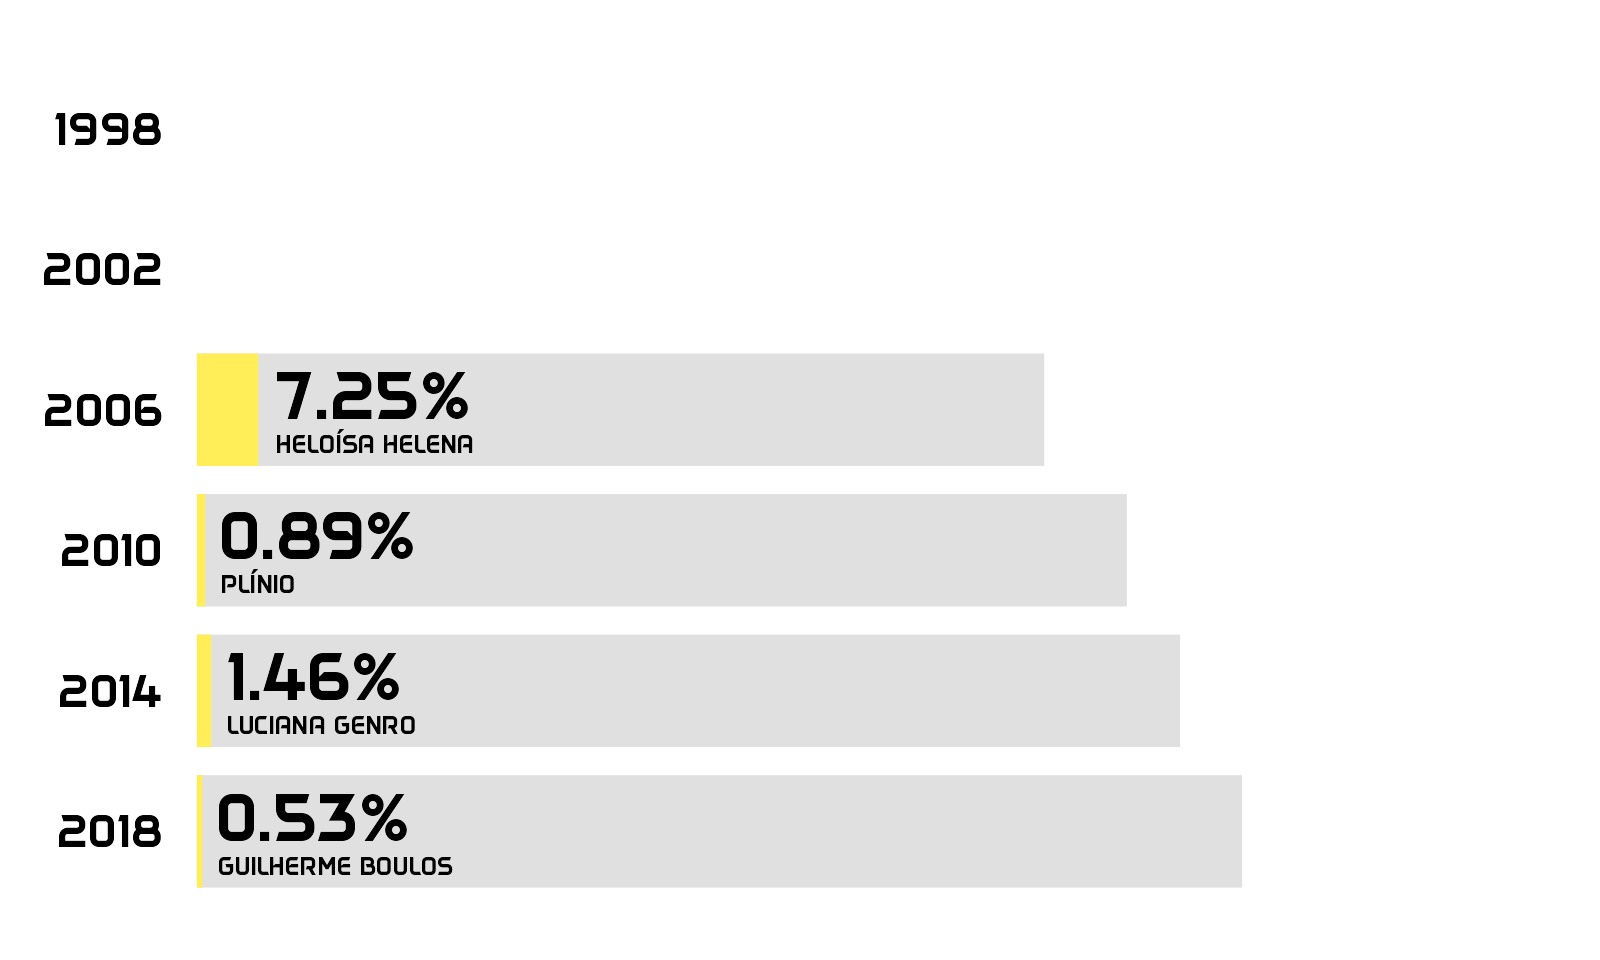 1998
2002
2006
7.25%
HELOÍSA HELENA
2010
0.89%
PLÍNIO
2014
1.46%
LUCIANA GENRO
2018
0.53%
GUILHERME BOULOS